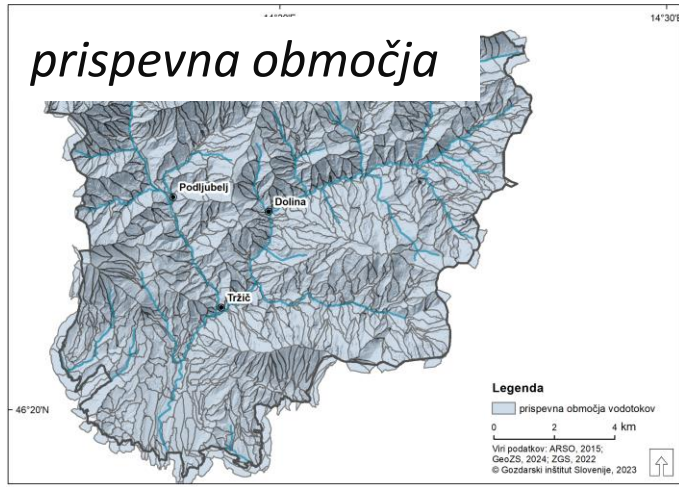 14°30'E
prispevna območja
Podljubelj
Dolina
Tržič
46°20'N
Legenda
prispevna območja vodotokov
0 2 4 km
Viri podatkov: ARSO, 2015;
GeoZS, 2024; ZGS, 2022
© Gozdarski inštitut Slovenije, 2023